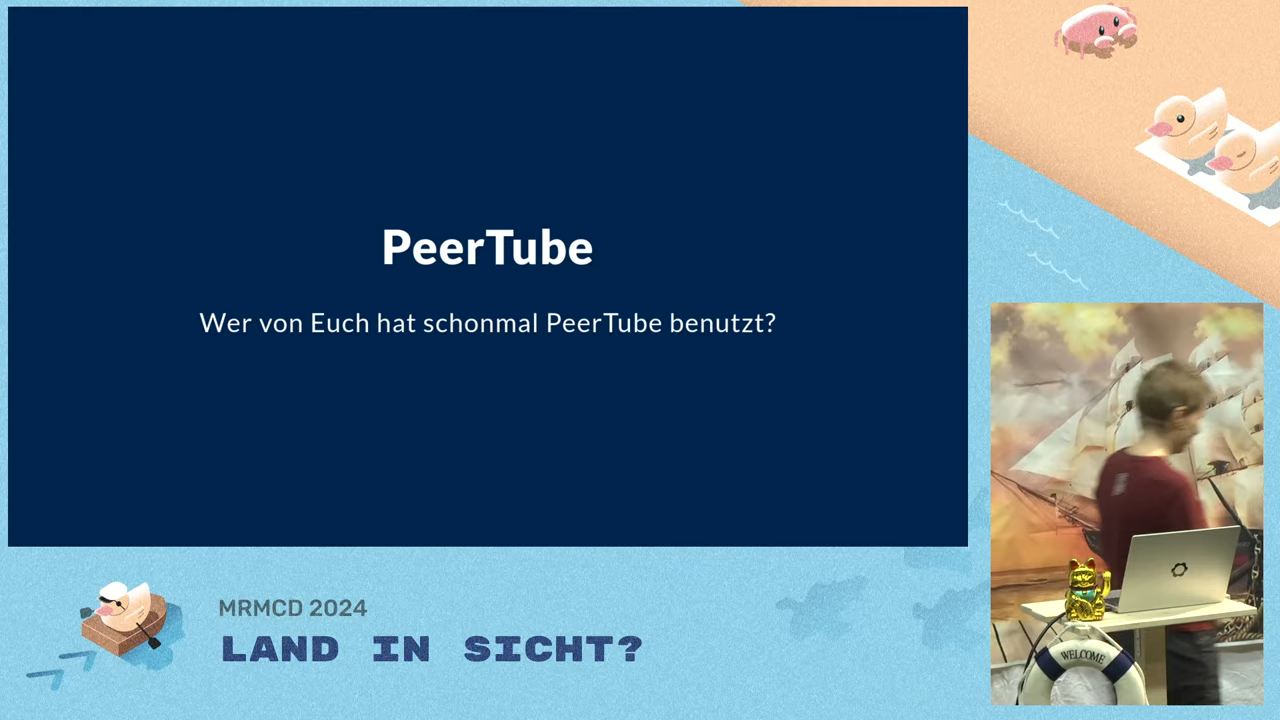 PeerTube
Wer von Euch hat schonmal PeerTube benutzt?
MRMCD 2024
LAND IN SICHT?
WELCOME